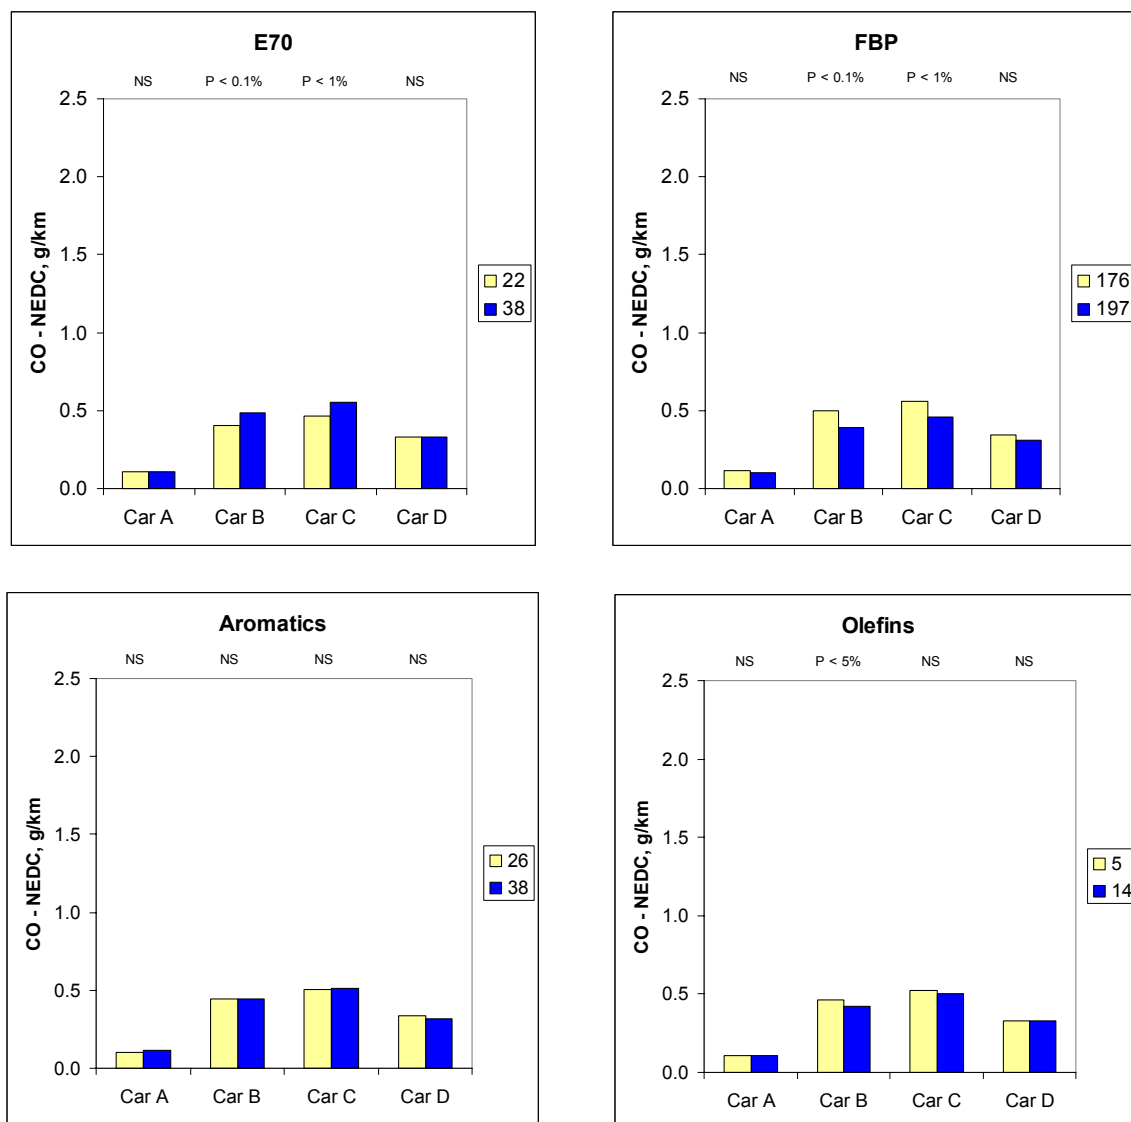 E70
NS P < 0.1% P < 1% NS
2.5
2.0
1.5
1.0
0.5
0.0
CO - NEDC, g/km
Car A Car B Car C Car D
22
38
FBP
NS P < 0.1% P < 1% NS
2.5
2.0
1.5
1.0
0.5
0.0
CO - NEDC, g/km
Car A Car B Car C Car D
176
197
Aromatics
NS NS NS NS
2.5
2.0
1.5
1.0
0.5
0.0
CO - NEDC, g/km
Car A Car B Car C Car D
26
38
Olefins
NS P < 5% NS NS
2.5
2.0
1.5
1.0
0.5
0.0
CO - NEDC, g/km
Car A Car B Car C Car D
5
14